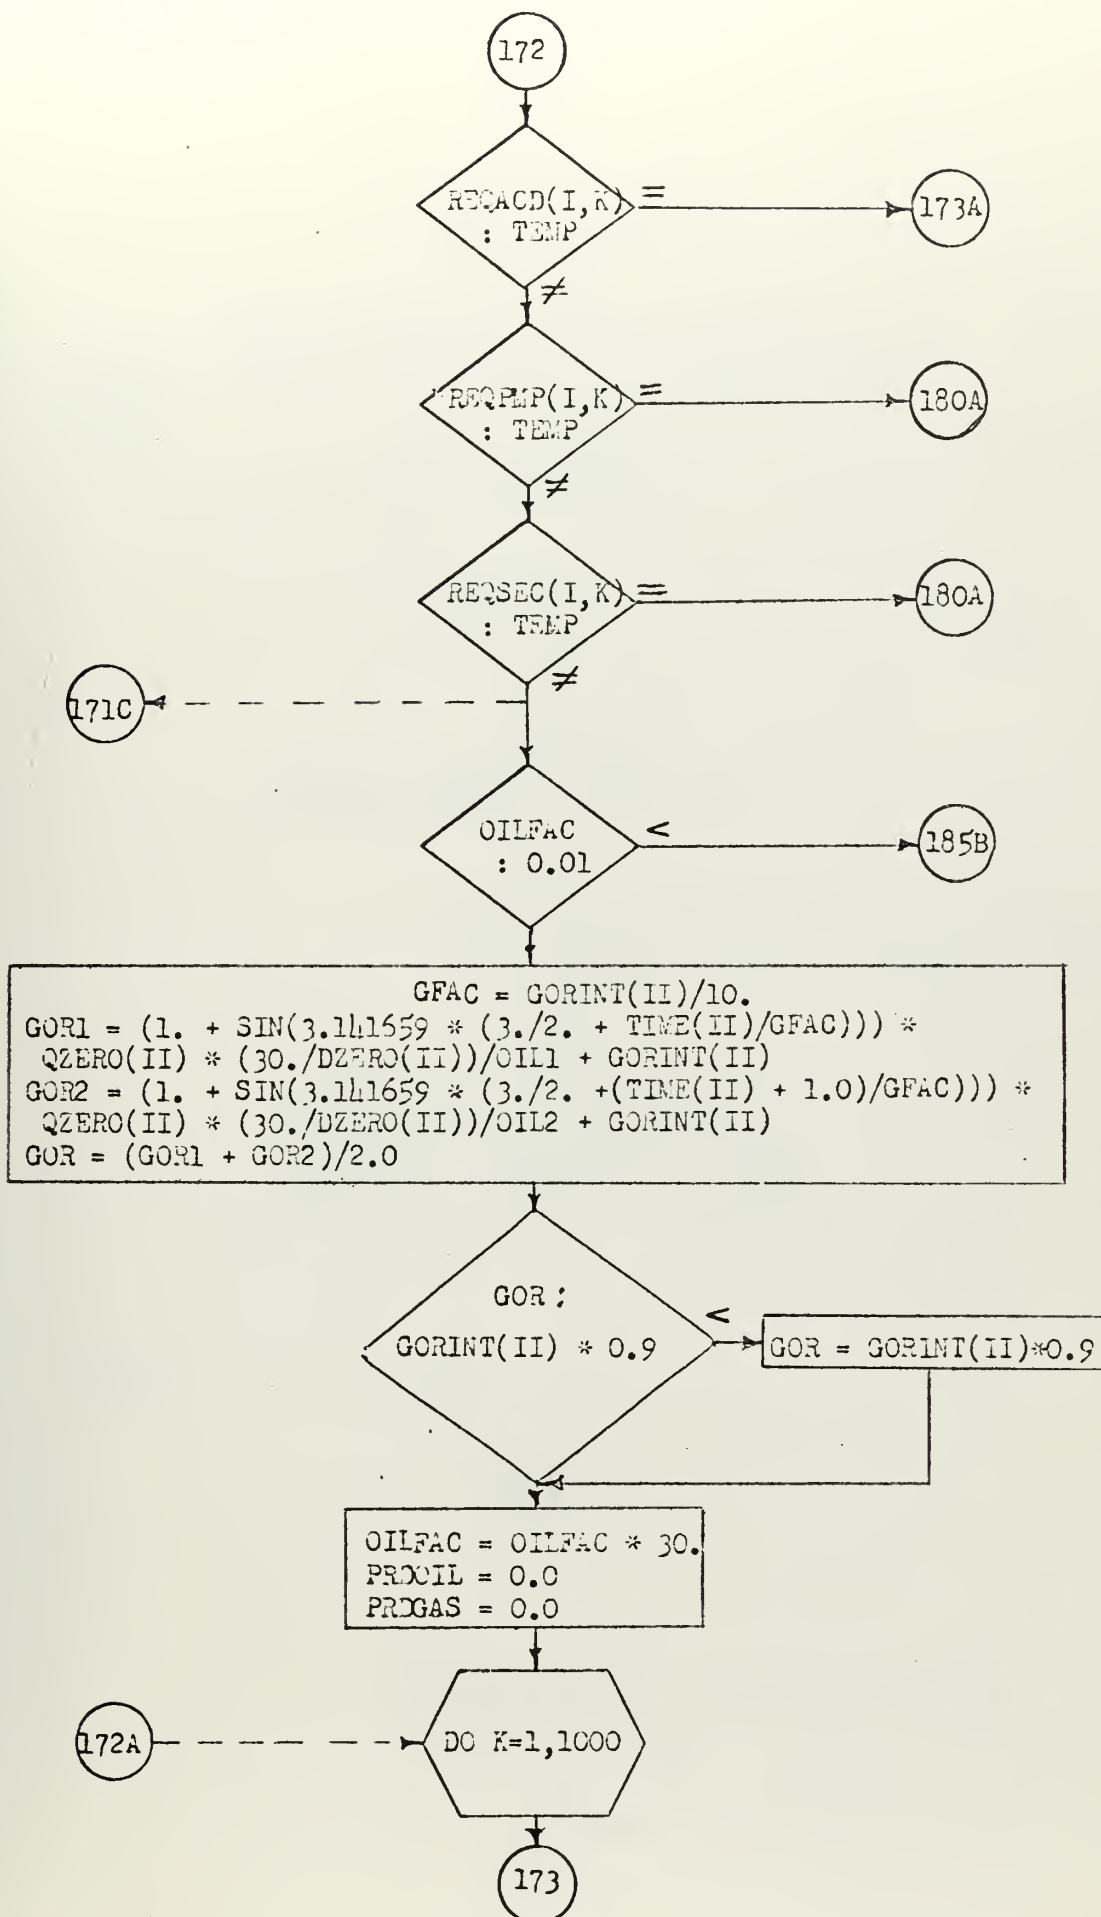 172
REQACD(I,K) =
: TEMP
173A
≠
REQPMP(I,K) =
: TEMP
180A
≠
REQSEC(I,K) =
: TEMP
180A
≠
171C
OILFAC <
: 0.01
185B
GFAC = GORINT(II)/10.
GOR1 = (1. + SIN(3.141659 * (3./2. + TIME(II)/GFAC))) *
QZERO(II) * (30./DZERO(II))/OIL1 + GORINT(II)
GOR2 = (1. + SIN(3.141659 * (3./2. +(TIME(II) + 1.0)/GFAC))) *
QZERO(II) * (30./DZERO(II))/OIL2 + GORINT(II)
GOR = (GOR1 + GOR2)/2.0
GOR :
<
GORINT(II) * 0.9
GOR = GORINT(II)*0.9
OILFAC = OILFAC * 30.
PRDOIL = 0.0
PRDGAS = 0.0
172A
DO K=1,1000
173